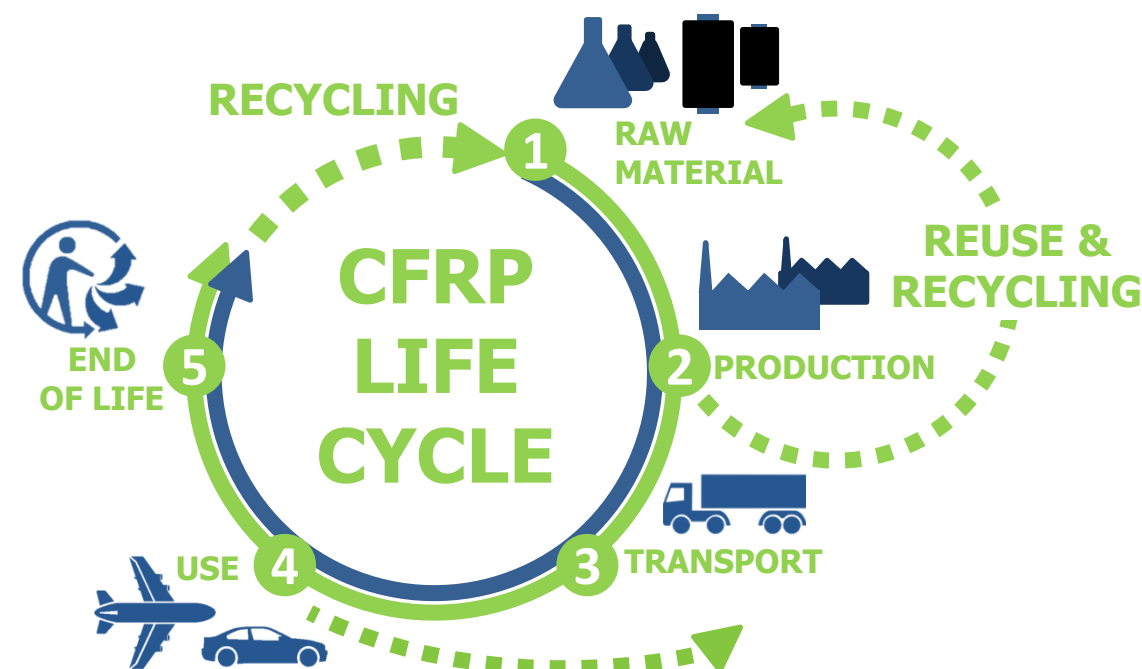 RECYCLING
1
RAW
MATERIAL
REUSE &
RECYCLING
CFRP
LIFE
CYCLE
2
PRODUCTION
3
TRANSPORT
4
USE
5
END
OF LIFE